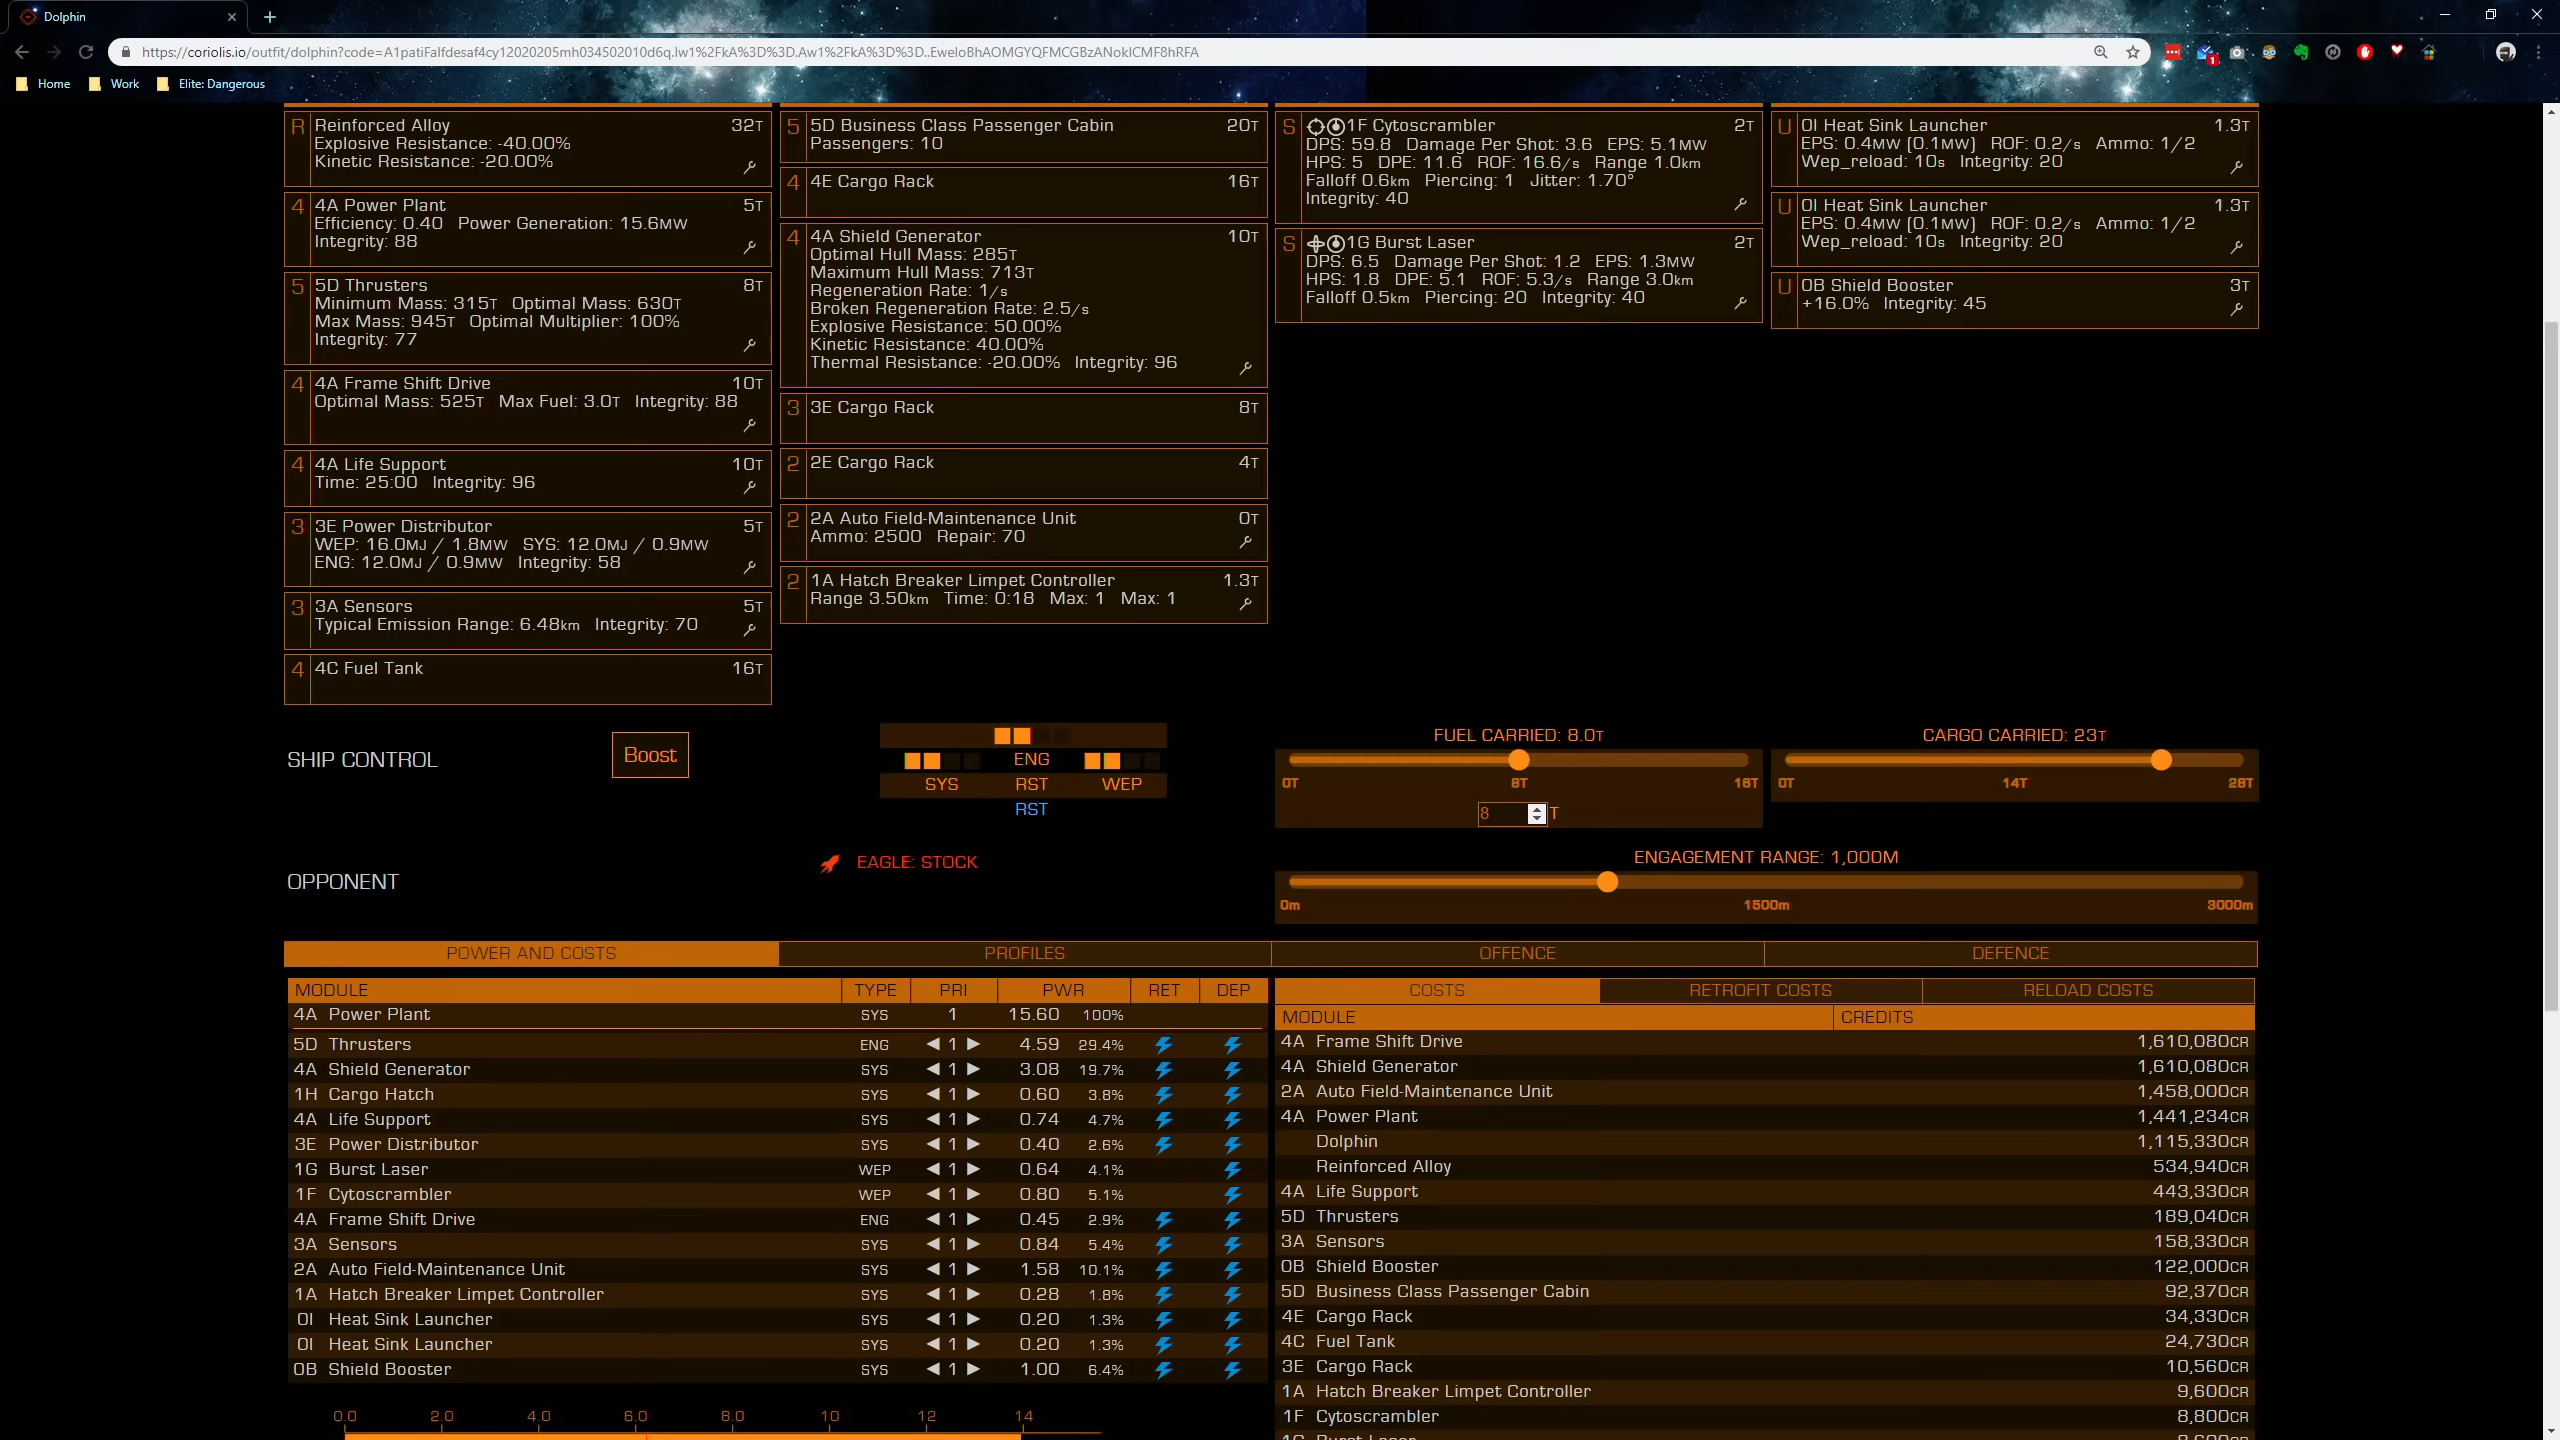 Dolphin
https://coriolis.io/outfit/dolphin?code=A1patiFalfdesaf4cy12020205mh034502010d6q.Iw1%2FkA%3D%3D.Aw1%2FkA%3D%3D..EweloBhAOMGYQFMCGBzANokICMF8hRFA
Home
Work
Elite: Dangerous
R Reinforced Alloy 32T
Explosive Resistance: -40.00%
Kinetic Resistance: -20.00%
4 4A Power Plant 5T
Efficiency: 0.40 Power Generation: 15.6MW
Integrity: 88
5 5D Thrusters 8T
Minimum Mass: 315T Optimal Mass: 630T
Max Mass: 945T Optimal Multiplier: 100%
Integrity: 77
4 4A Frame Shift Drive 10T
Optimal Mass: 525T Max Fuel: 3.0T Integrity: 88
4 4A Life Support 10T
Time: 25:00 Integrity: 96
3 3E Power Distributor 5T
WEP: 16.0MJ / 1.8MW SYS: 12.0MJ / 0.9MW
ENG: 12.0MJ / 0.9MW Integrity: 58
3 3A Sensors 5T
Typical Emission Range: 6.48km Integrity: 70
4 4C Fuel Tank 16T
5 5D Business Class Passenger Cabin 20T
Passengers: 10
4 4E Cargo Rack 16T
4 4A Shield Generator 10T
Optimal Hull Mass: 285T
Maximum Hull Mass: 713T
Regeneration Rate: 1/s
Broken Regeneration Rate: 2.5/s
Explosive Resistance: 50.00%
Kinetic Resistance: 40.00%
Thermal Resistance: -20.00% Integrity: 96
3 3E Cargo Rack 8T
2 2E Cargo Rack 4T
2 2A Auto Field-Maintenance Unit 0T
Ammo: 2500 Repair: 70
2 1A Hatch Breaker Limpet Controller 1.3T
Range 3.50km Time: 0:18 Max: 1 Max: 1
S 1F Cytoscrambler 2T
DPS: 59.8 Damage Per Shot: 3.6 EPS: 5.1MW
HPS: 5 DPE: 11.6 ROF: 16.6/s Range 1.0km
Falloff 0.6km Piercing: 1 Jitter: 1.70°
Integrity: 40
S 1G Burst Laser 2T
DPS: 6.5 Damage Per Shot: 1.2 EPS: 1.3MW
HPS: 1.8 DPE: 5.1 ROF: 5.3/s Range 3.0km
Falloff 0.5km Piercing: 20 Integrity: 40
U 0I Heat Sink Launcher 1.3T
EPS: 0.4MW [0.1MW] ROF: 0.2/s Ammo: 1/2
Wep_reload: 10s Integrity: 20
U 0I Heat Sink Launcher 1.3T
EPS: 0.4MW [0.1MW] ROF: 0.2/s Ammo: 1/2
Wep_reload: 10s Integrity: 20
U 0B Shield Booster 3T
+16.0% Integrity: 45
SHIP CONTROL
Boost
ENG
SYS RST WEP
RST
FUEL CARRIED: 8.0T
0T 8T 16T
8 T
CARGO CARRIED: 23T
0T 14T 28T
OPPONENT
EAGLE: STOCK
ENGAGEMENT RANGE: 1,000M
0m 1500m 3000m
POWER AND COSTS PROFILES OFFENCE DEFENCE
MODULE TYPE PRI PWR RET DEP
4A Power Plant SYS 1 15.60 100%
5D Thrusters ENG 1 4.59 29.4%
4A Shield Generator SYS 1 3.08 19.7%
1H Cargo Hatch SYS 1 0.60 3.8%
4A Life Support SYS 1 0.74 4.7%
3E Power Distributor SYS 1 0.40 2.6%
1G Burst Laser WEP 1 0.64 4.1%
1F Cytoscrambler WEP 1 0.80 5.1%
4A Frame Shift Drive ENG 1 0.45 2.9%
3A Sensors SYS 1 0.84 5.4%
2A Auto Field-Maintenance Unit SYS 1 1.58 10.1%
1A Hatch Breaker Limpet Controller SYS 1 0.28 1.8%
0I Heat Sink Launcher SYS 1 0.20 1.3%
0I Heat Sink Launcher SYS 1 0.20 1.3%
0B Shield Booster SYS 1 1.00 6.4%
0.0 2.0 4.0 6.0 8.0 10 12 14
COSTS RETROFIT COSTS RELOAD COSTS
MODULE CREDITS
4A Frame Shift Drive 1,610,080CR
4A Shield Generator 1,610,080CR
2A Auto Field-Maintenance Unit 1,458,000CR
4A Power Plant 1,441,234CR
Dolphin 1,115,330CR
Reinforced Alloy 534,940CR
4A Life Support 443,330CR
5D Thrusters 189,040CR
3A Sensors 158,330CR
0B Shield Booster 122,000CR
5D Business Class Passenger Cabin 92,370CR
4E Cargo Rack 34,330CR
4C Fuel Tank 24,730CR
3E Cargo Rack 10,560CR
1A Hatch Breaker Limpet Controller 9,600CR
1F Cytoscrambler 8,800CR
1G Burst Laser 8,600CR